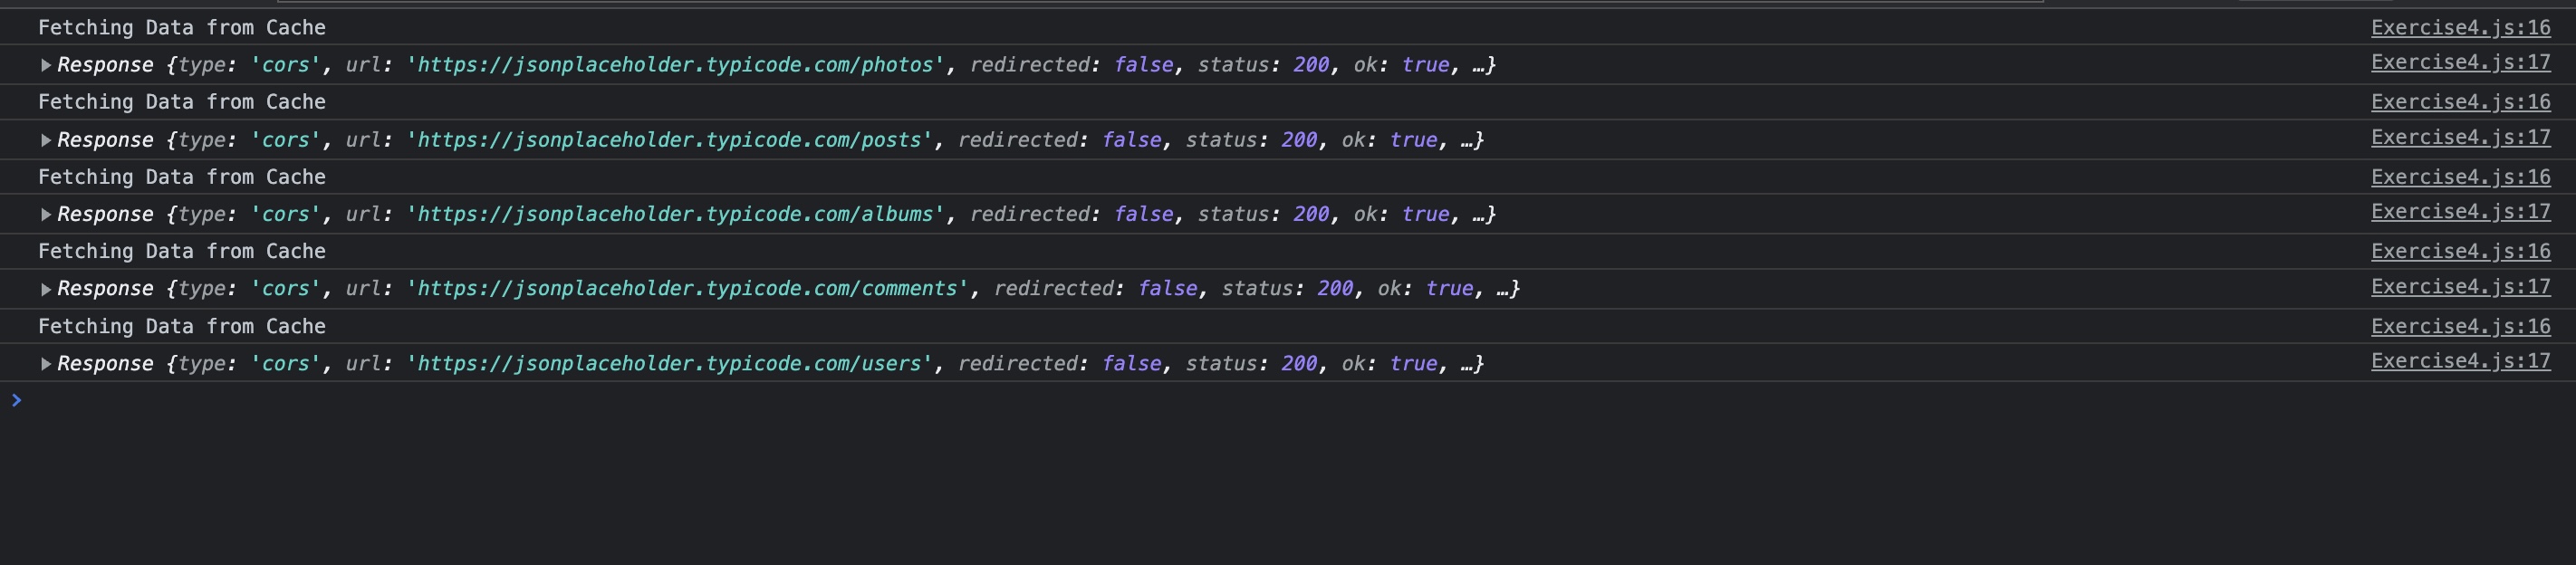 Fetching Data from Cache Exercise4.js:16
▶Response {type: 'cors', url: 'https://jsonplaceholder.typicode.com/photos', redirected: false, status: 200, ok: true, …} Exercise4.js:17
Fetching Data from Cache Exercise4.js:16
▶Response {type: 'cors', url: 'https://jsonplaceholder.typicode.com/posts', redirected: false, status: 200, ok: true, …} Exercise4.js:17
Fetching Data from Cache Exercise4.js:16
▶Response {type: 'cors', url: 'https://jsonplaceholder.typicode.com/albums', redirected: false, status: 200, ok: true, …} Exercise4.js:17
Fetching Data from Cache Exercise4.js:16
▶Response {type: 'cors', url: 'https://jsonplaceholder.typicode.com/comments', redirected: false, status: 200, ok: true, …} Exercise4.js:17
Fetching Data from Cache Exercise4.js:16
▶Response {type: 'cors', url: 'https://jsonplaceholder.typicode.com/users', redirected: false, status: 200, ok: true, …} Exercise4.js:17
>